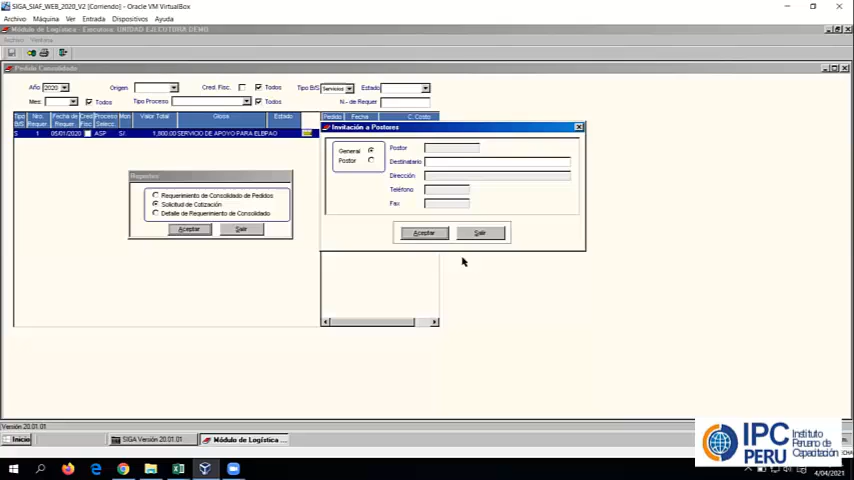 SIGA_SIAF_WEB_2020_V2 [Corriendo] - Oracle VM VirtualBox
Archivo Máquina Ver Entrada Dispositivos Ayuda
Módulo de Logística - Ejecutora: UNIDAD EJECUTORA DEMO
Archivo Ventana
Pedido Consolidado
Año: 2020 Origen Cred. Fisc. Todos Tipo B/S Servicios Estado
Mes: Todos Tipo Proceso Todos N.- de Requer
Tipo B/S Nro. Requer Fecha de Requer Cred Fisc Proceso Selecc. Mon Valor Total Glosa Estado Pedido Fecha C. Costo
S 1 05/01/2020 ASP S/. 1,800.00 SERVICIO DE APOYO PARA EL BPAO
Invitación a Postores
General
Postor
Postor
Destinatario
Dirección
Teléfono
Fax
Aceptar Salir
Reportes
Requerimiento de Consolidado de Pedidos
Solicitud de Cotización
Detalle de Requerimiento de Consolidado
Aceptar Salir
Versión 20.01.01
Inicio SIGA Versión 20.01.01 Módulo de Logística ...
IPC PERU Instituto Peruano de Capacitación
4/04/2021